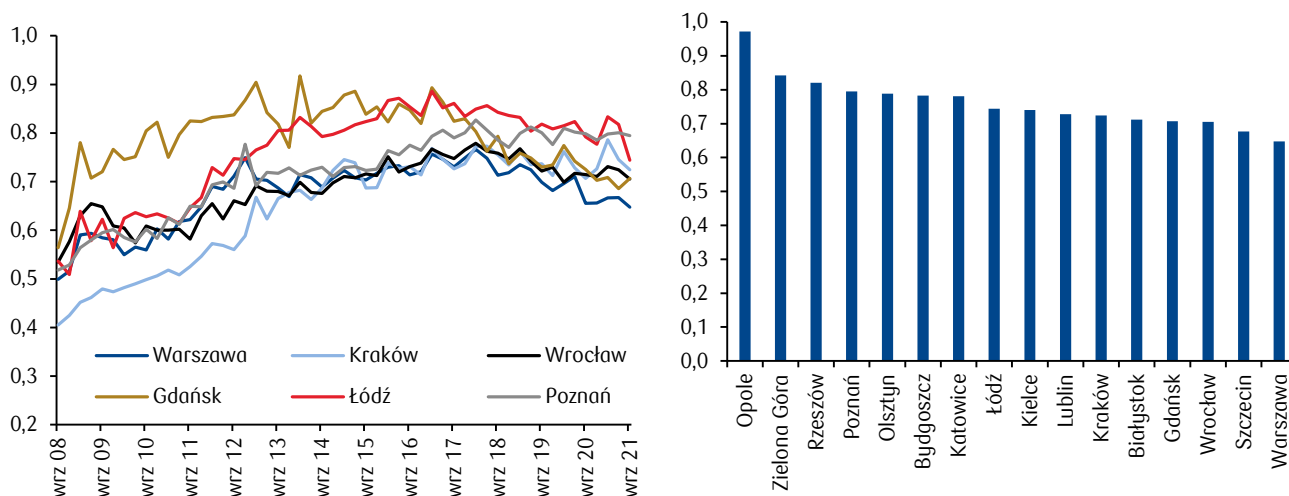 1,0
0,9
0,8
0,7
0,6
0,5
0,4
0,3
0,2
Warszawa Kraków Wrocław
Gdańsk Łódź Poznań
wrz 08
wrz 09
wrz 10
wrz 11
wrz 12
wrz 13
wrz 14
wrz 15
wrz 16
wrz 17
wrz 18
wrz 19
wrz 20
wrz 21
1,0
0,9
0,8
0,7
0,6
0,5
0,4
0,3
0,2
0,1
0,0
Opole
Zielona Góra
Rzeszów
Poznań
Olsztyn
Bydgoszcz
Katowice
Łódź
Kielce
Lublin
Kraków
Białystok
Gdańsk
Wrocław
Szczecin
Warszawa